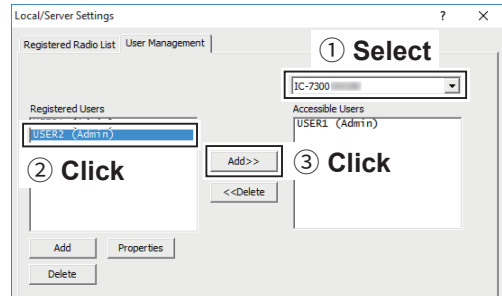 Local/Server Settings ? ×
Registered Radio List User Management
① Select
IC-7300
Registered Users Accessible Users
USER2 (Admin) USER1 (Admin)
② Click Add>> ③ Click
<<Delete
Add Properties
Delete